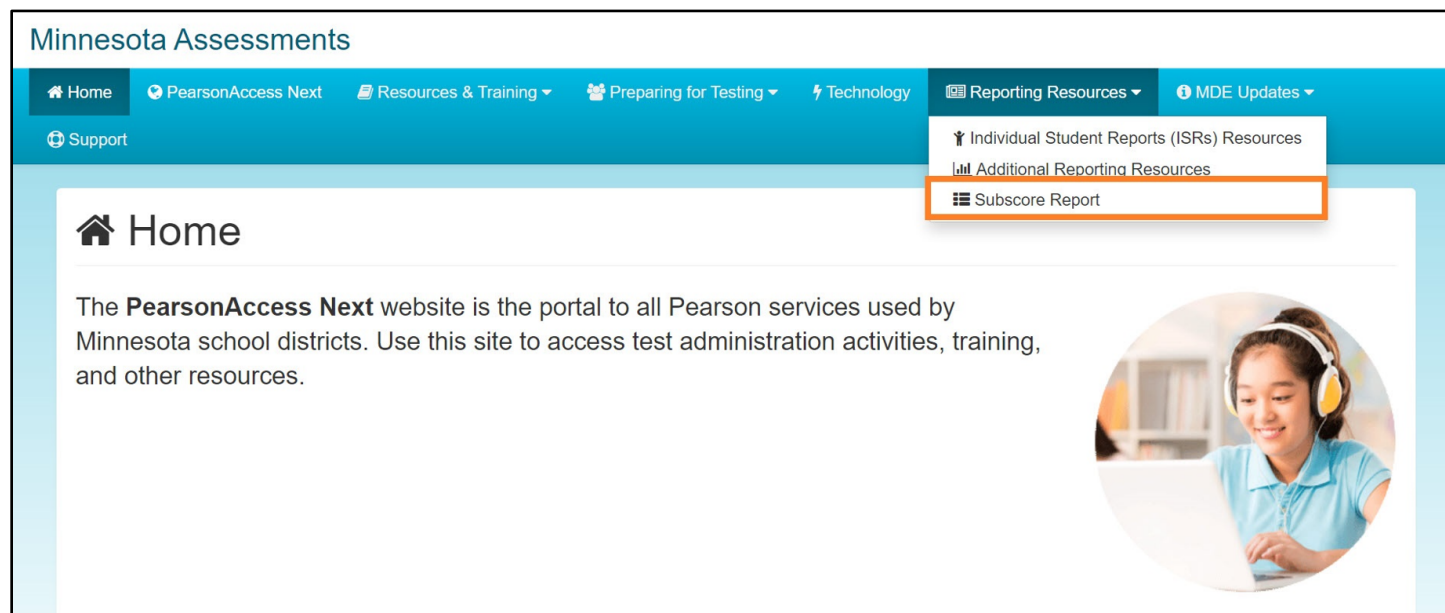 Minnesota Assessments
Home PearsonAccess Next Resources & Training Preparing for Testing Technology Reporting Resources MDE Updates
Support
Individual Student Reports (ISRs) Resources
Additional Reporting Resources
Subscore Report
Home
The PearsonAccess Next website is the portal to all Pearson services used by
Minnesota school districts. Use this site to access test administration activities, training,
and other resources.